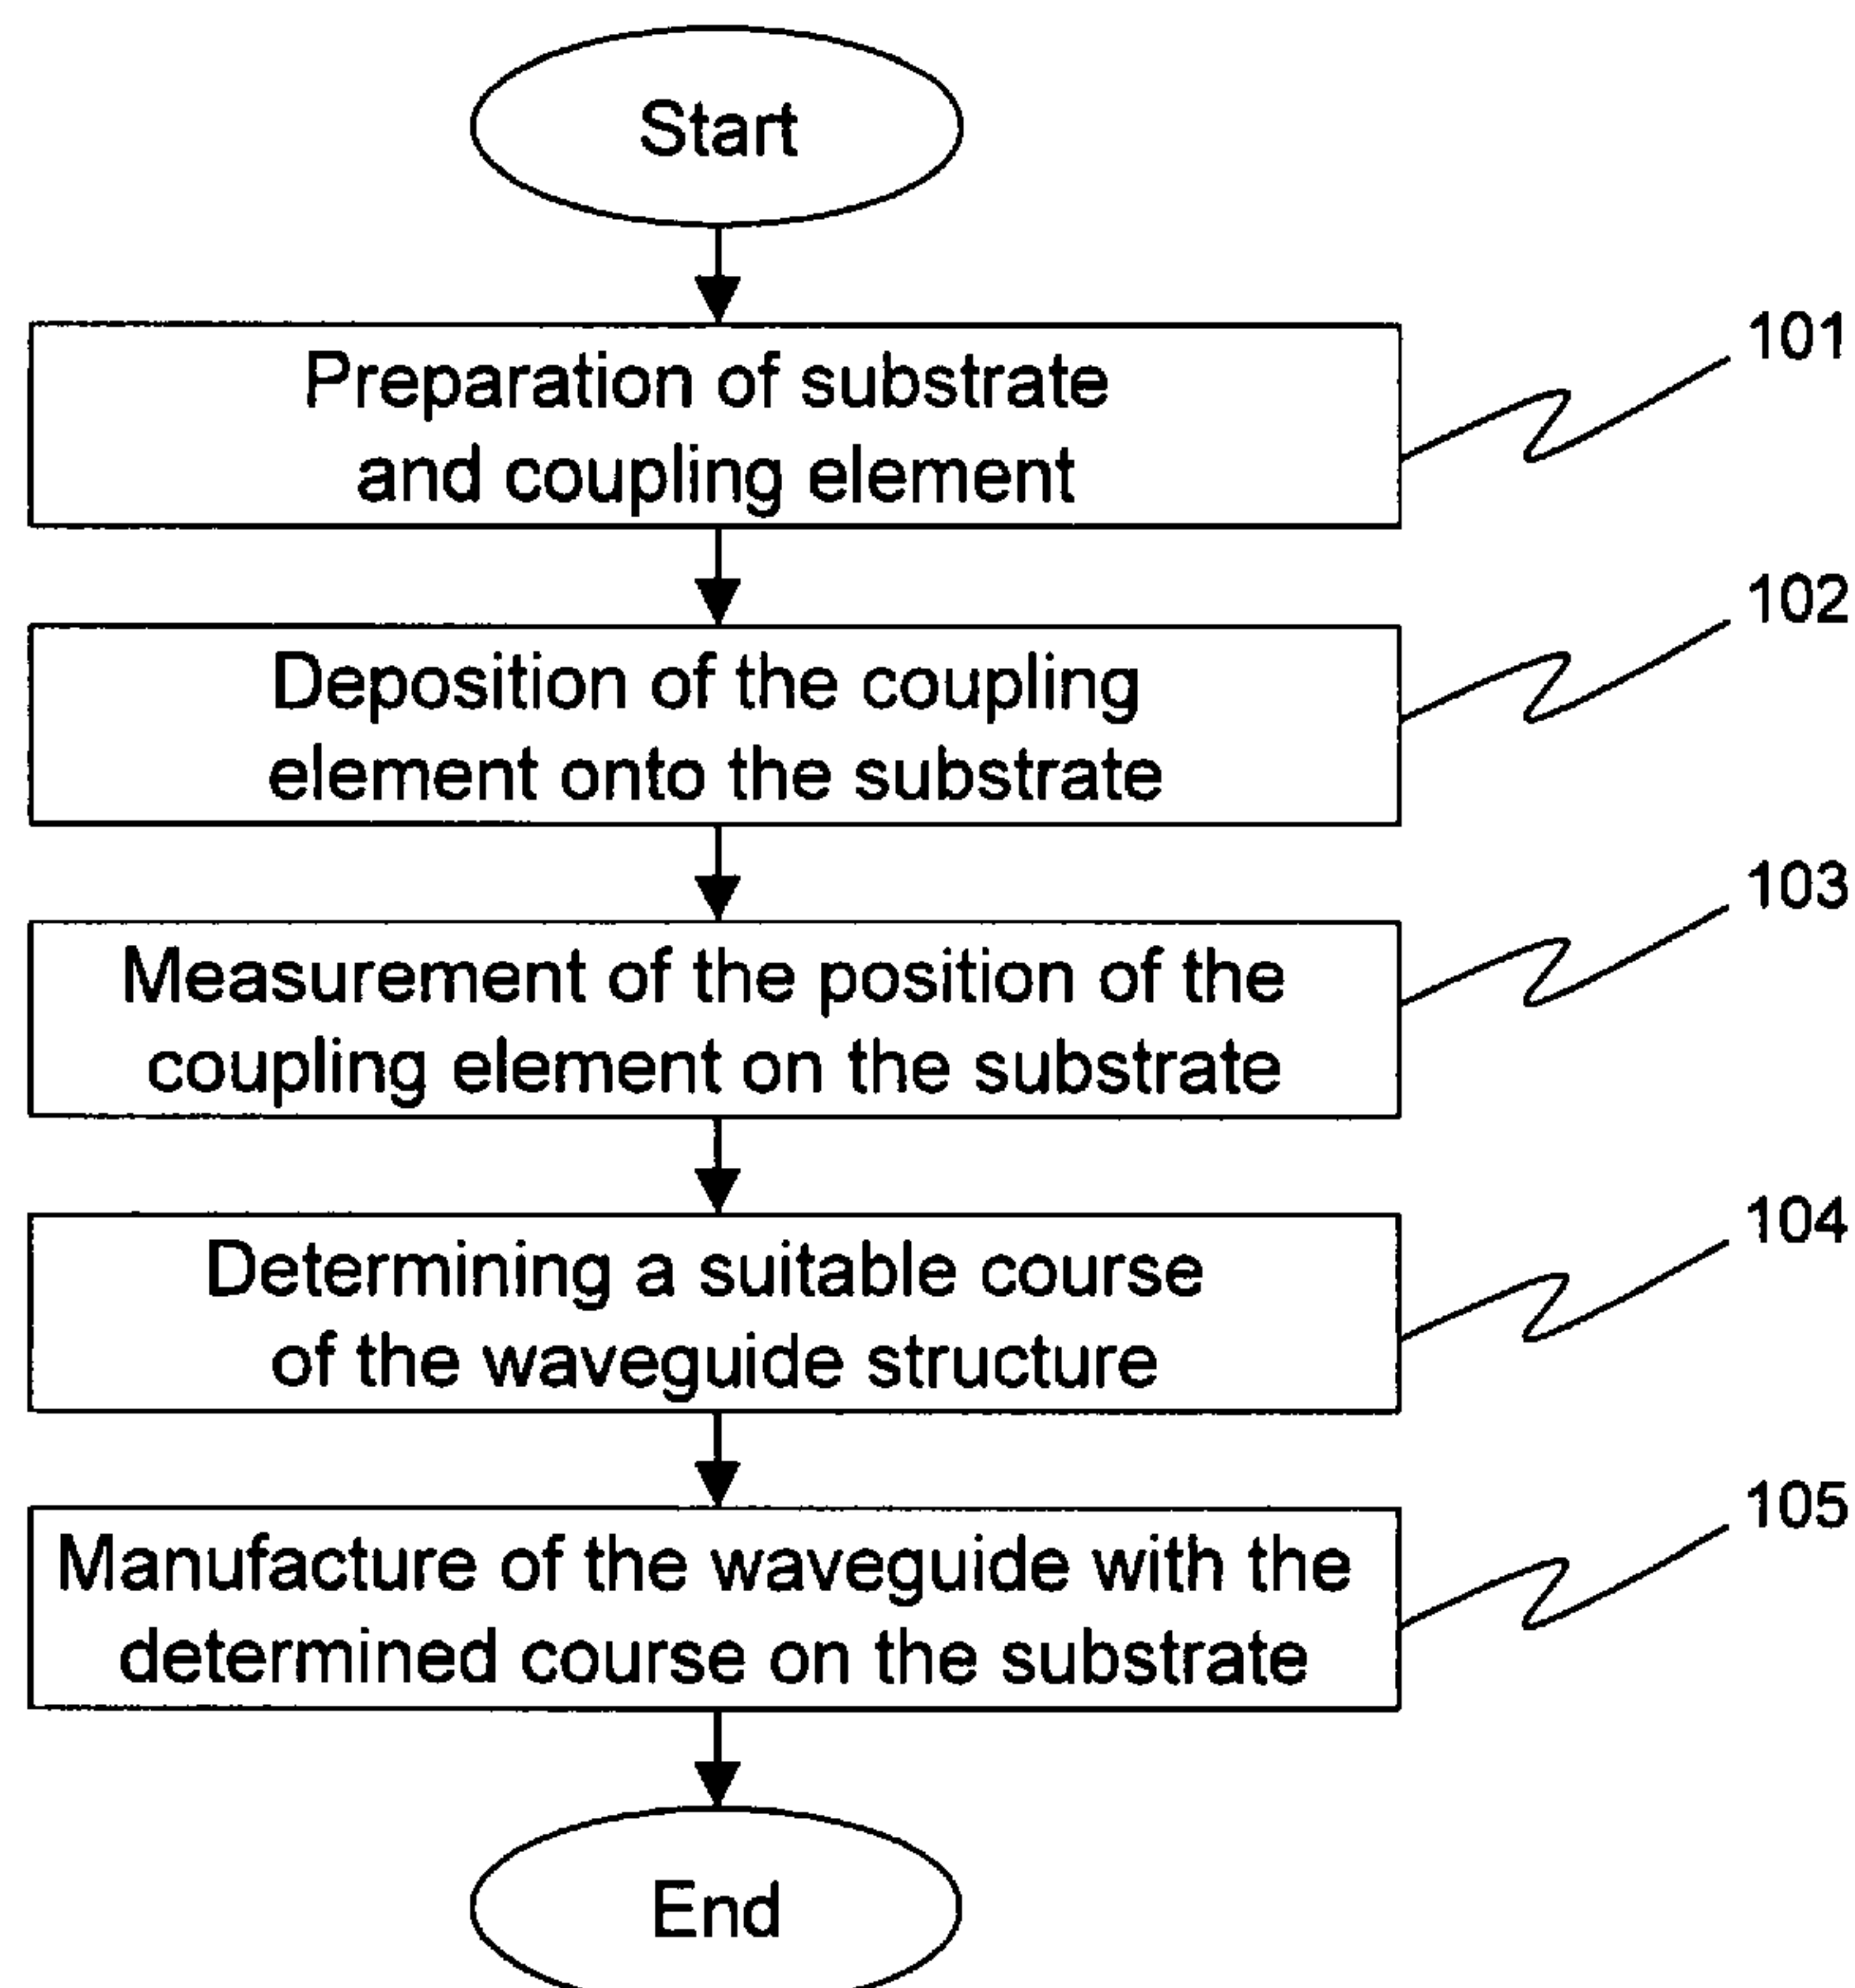 Start
101
Preparation of substrate
and coupling element
102
Deposition of the coupling
element onto the substrate
103
Measurement of the position of the
coupling element on the substrate
104
Determining a suitable course
of the waveguide structure
105
Manufacture of the waveguide with the
determined course on the substrate
End